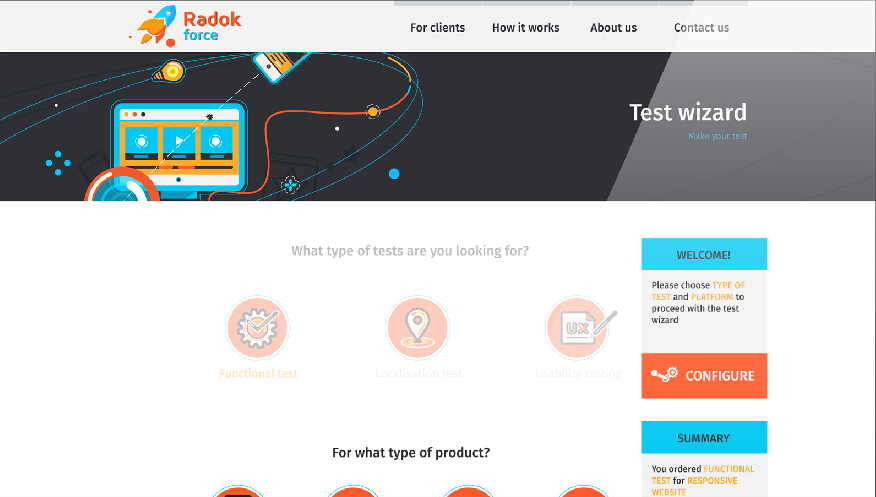 Radok
force
For clients
How it works
About us
Contact us
Test wizard
Make your test
What type of tests are you looking for?
UX
Functional test
Localisation test
Usability testing
WELCOME!
Please choose TYPE OF
TEST and PLATFORM to
proceed with the test
wizard
CONFIGURE
For what type of product?
SUMMARY
You ordered FUNCTIONAL
TEST for RESPONSIVE
WEBSITE